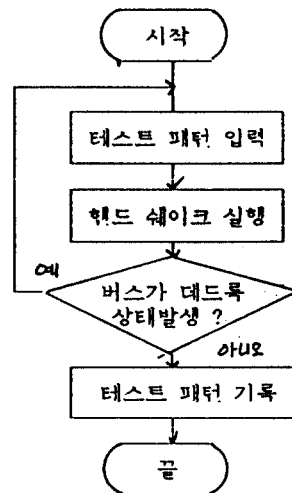 시작
테스트 패턴 입력
핸드 쉐이크 실행
예
버스가 데드록
상태발생 ?
아니오
테스트 패턴 기록
끝